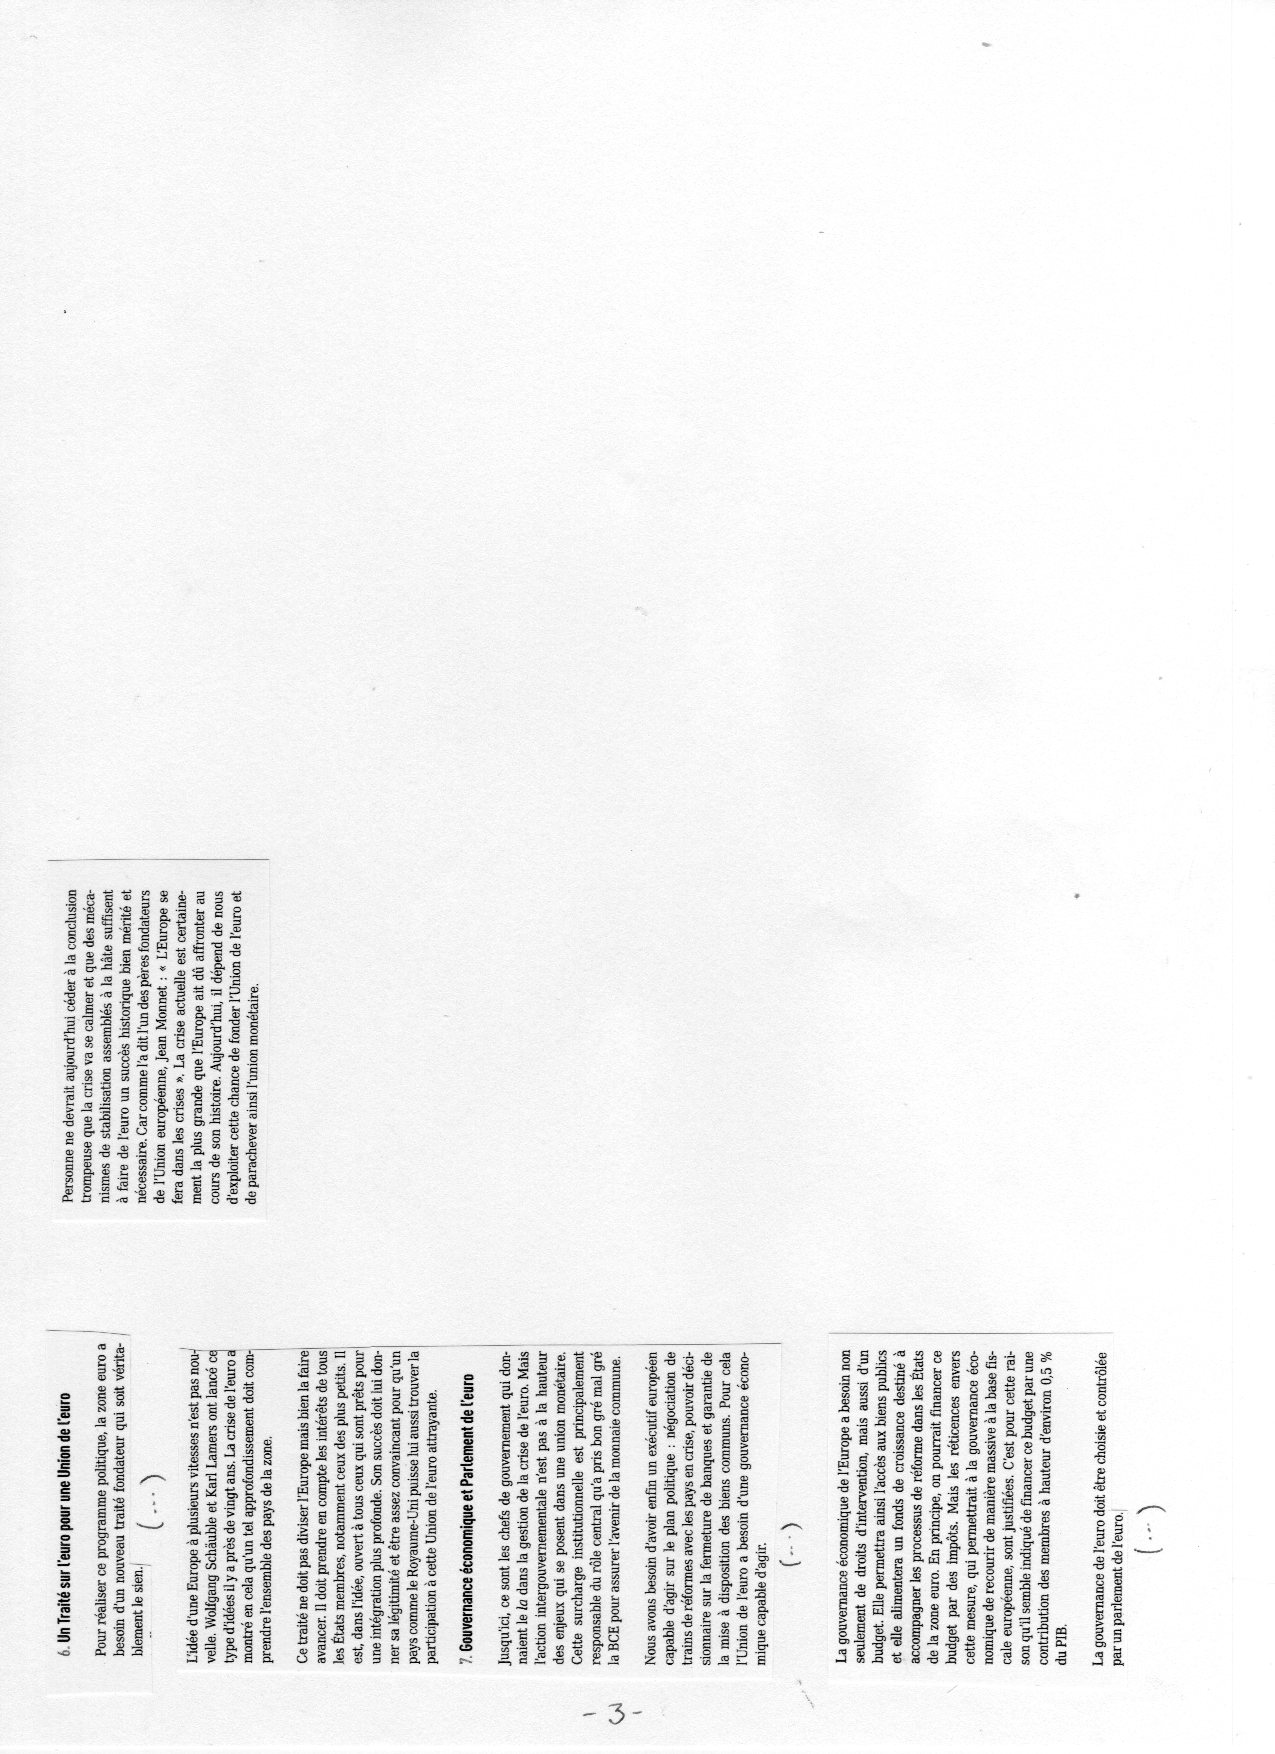 6. Un Traité sur l'euro pour une Union de l'euro
Pour réaliser ce programme politique, la zone euro a
besoin d'un nouveau traité fondateur qui soit vérita-
blement le sien.
(...)
L'idée d'une Europe à plusieurs vitesses n'est pas nou-
velle. Wolfgang Schäuble et Karl Lamers ont lancé ce
type d'idées il y a près de vingt ans. La crise de l'euro a
montré en cela qu'un tel approfondissement doit com-
prendre l'ensemble des pays de la zone.
Ce traité ne doit pas diviser l'Europe mais bien la faire
avancer. Il doit prendre en compte les intérêts de tous
les États membres, notamment ceux des plus petits. Il
est, dans l'idée, ouvert à tous ceux qui sont prêts pour
une intégration plus profonde. Son succès doit lui don-
ner sa légitimité et être assez convaincant pour qu'un
pays comme le Royaume-Uni puisse lui aussi trouver la
participation à cette Union de l'euro attrayante.
7. Gouvernance économique et Parlement de l'euro
Jusqu'ici, ce sont les chefs de gouvernement qui don-
naient le la dans la gestion de la crise de l'euro. Mais
l'action intergouvernementale n'est pas à la hauteur
des enjeux qui se posent dans une union monétaire.
Cette surcharge institutionnelle est principalement
responsable du rôle central qu'a pris bon gré mal gré
la BCE pour assurer l'avenir de la monnaie commune.
Nous avons besoin d'avoir enfin un exécutif européen
capable d'agir sur le plan politique : négociation de
trains de réformes avec les pays en crise, pouvoir déci-
sionnaire sur la fermeture de banques et garantie de
la mise à disposition des biens communs. Pour cela
l'Union de l'euro a besoin d'une gouvernance écono-
mique capable d'agir.
(...)
La gouvernance économique de l'Europe a besoin non
seulement de droits d'intervention, mais aussi d'un
budget. Elle permettra ainsi l'accès aux biens publics
et elle alimentera un fonds de croissance destiné à
accompagner les processus de réforme dans les États
de la zone euro. En principe, on pourrait financer ce
budget par des impôts. Mais les réticences envers
cette mesure, qui permettrait à la gouvernance éco-
nomique de recourir de manière massive à la base fis-
cale européenne, sont justifiées. C'est pour cette rai-
son qu'il semble indiqué de financer ce budget par une
contribution des membres à hauteur d'environ 0,5 %
du PIB.
La gouvernance de l'euro doit être choisie et contrôlée
par un parlement de l'euro.
(...)
Personne ne devrait aujourd'hui céder à la conclusion
trompeuse que la crise va se calmer et que des méca-
nismes de stabilisation assemblés à la hâte suffisent
à faire de l'euro un succès historique bien mérité et
nécessaire. Car comme l'a dit l'un des pères fondateurs
de l'Union européenne, Jean Monnet : « L'Europe se
fera dans les crises ». La crise actuelle est certaine-
ment la plus grande que l'Europe ait dû affronter au
cours de son histoire. Aujourd'hui, il dépend de nous
d'exploiter cette chance de fonder l'Union de l'euro et
de parachever ainsi l'union monétaire.
- 3 -